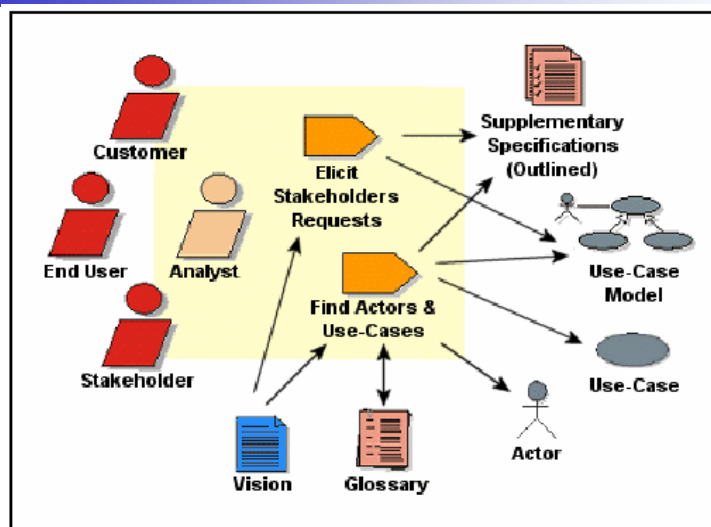 Customer
Elicit
Stakeholders
Requests
Supplementary
Specifications
(Outlined)
End User
Analyst
Find Actors &
Use-Cases
Use-Case
Model
Stakeholder
Use-Case
Vision
Glossary
Actor